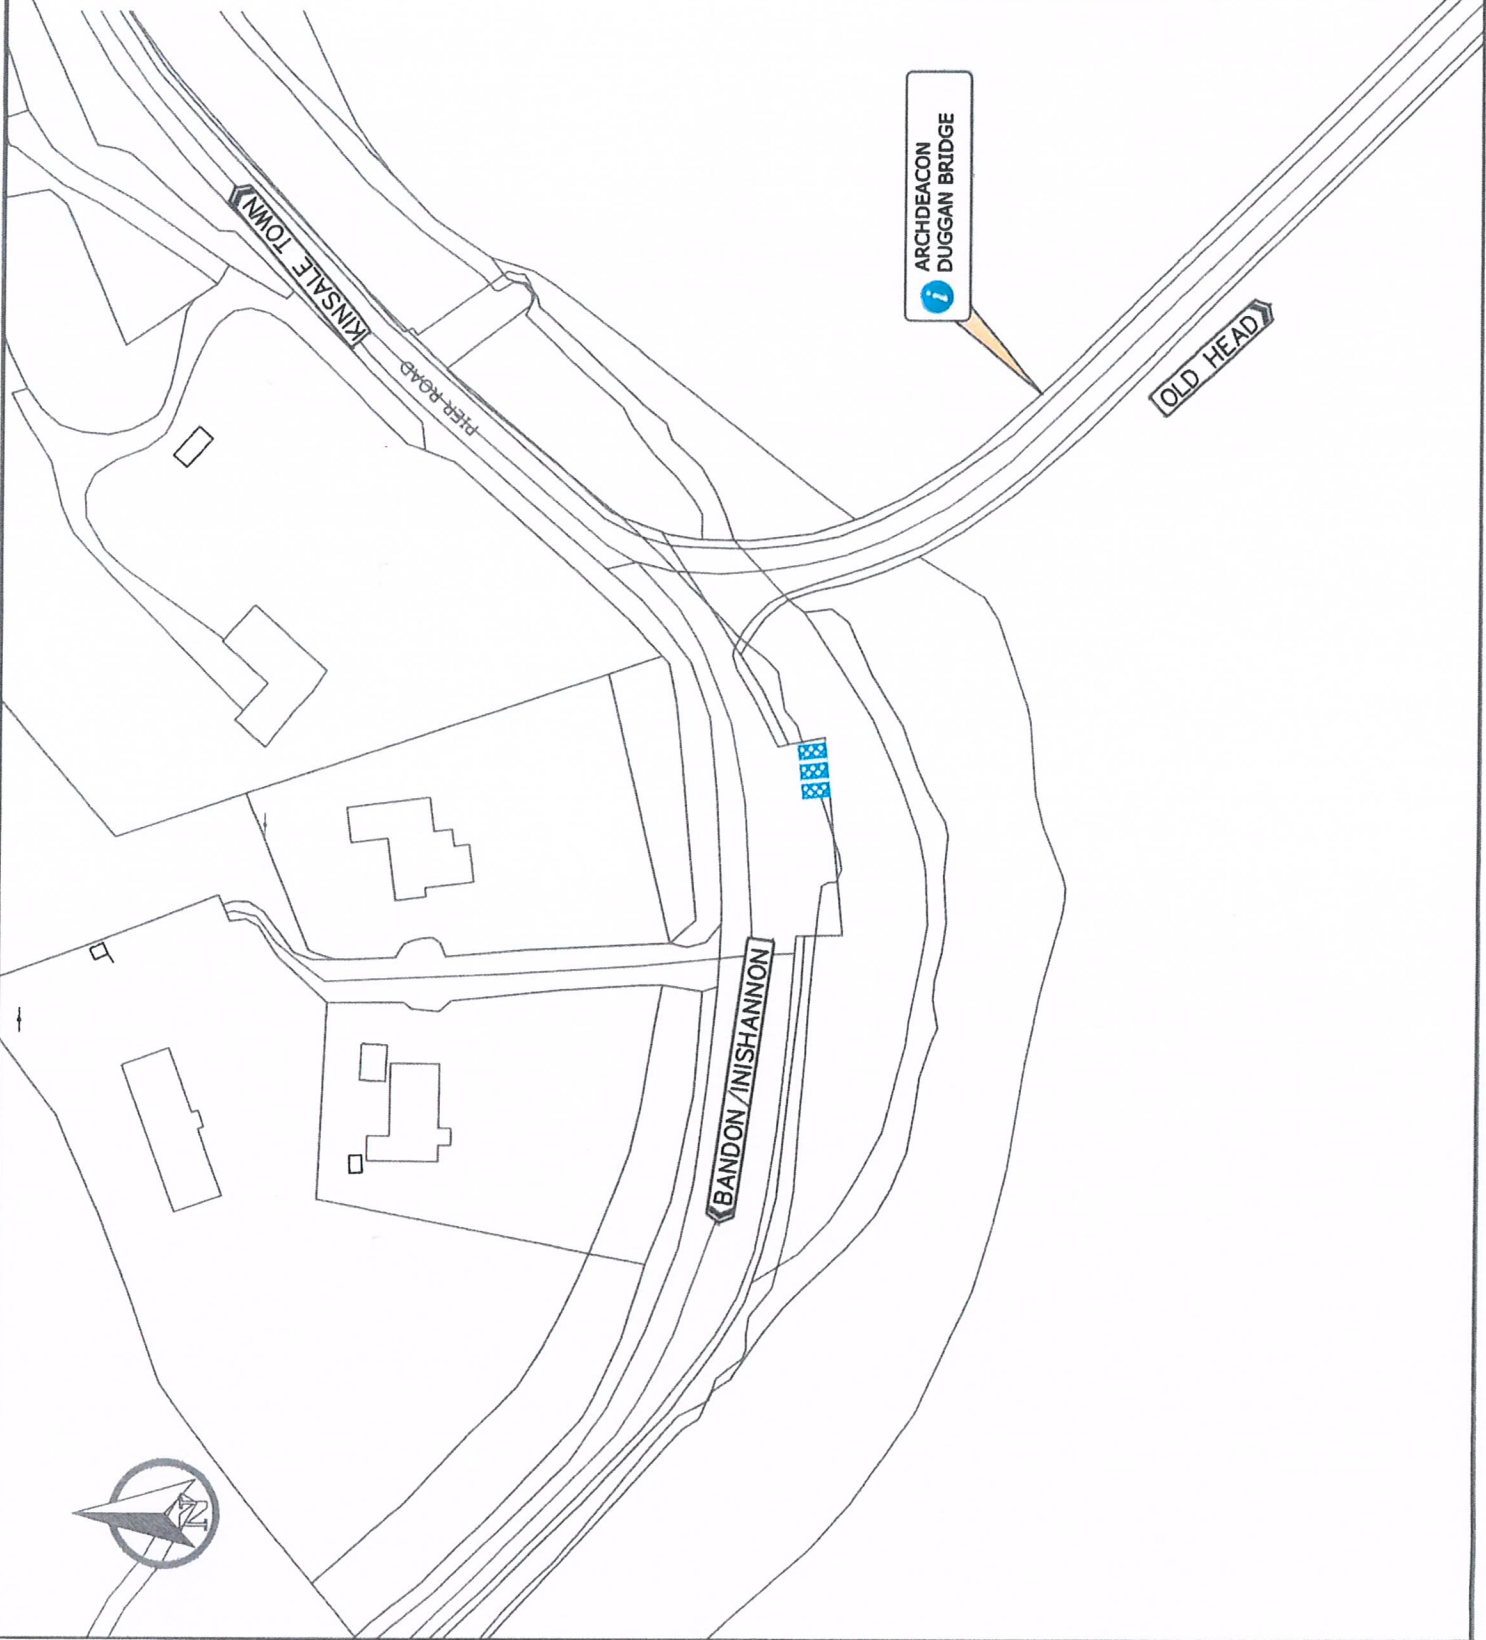 ARCHDEACON
DUGGAN BRIDGE
i
KINSALE TOWN
PIER ROAD
OLD HEAD
BANDON/INISHANNON
N